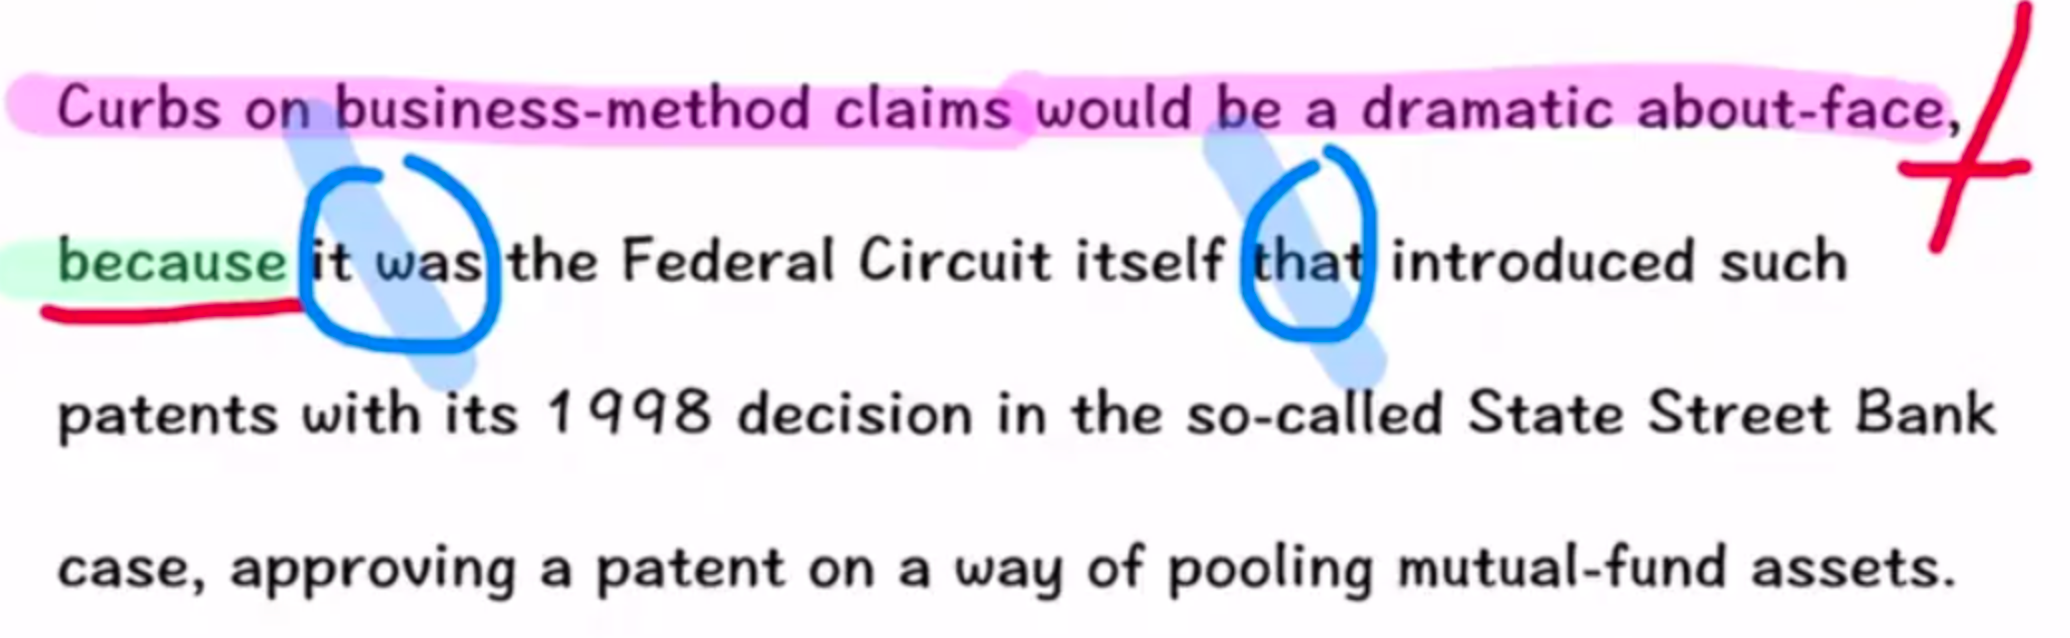 Curbs on business-method claims would be a dramatic about-face,
because it was the Federal Circuit itself that introduced such
patents with its 1998 decision in the so-called State Street Bank
case, approving a patent on a way of pooling mutual-fund assets.